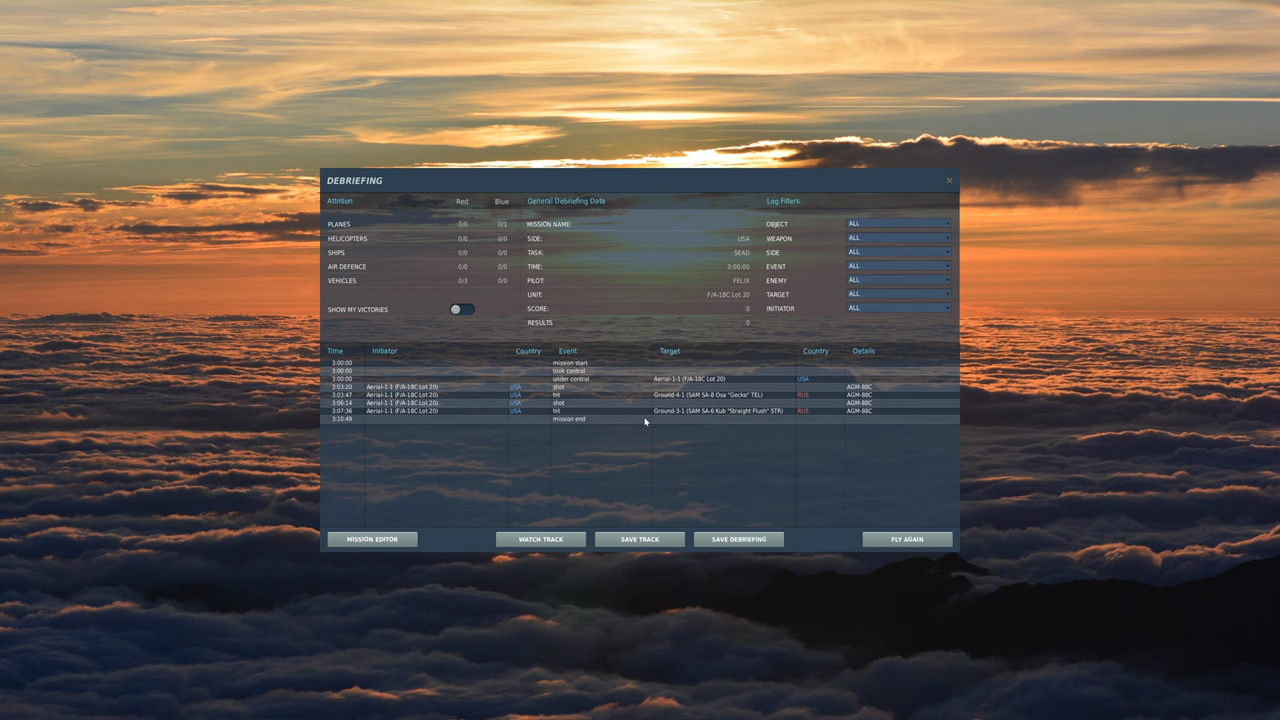 DEBRIEFING ×
Attrition Red Blue General Debriefing Data Log Filters
PLANES 0/0 0/1 MISSION NAME: OBJECT ALL
HELICOPTERS 0/0 0/0 SIDE: USA WEAPON ALL
SHIPS 0/0 0/0 TASK: SEAD SIDE ALL
AIR DEFENCE 0/0 0/0 TIME: 3:00:00 EVENT ALL
VEHICLES 0/3 0/0 PILOT: FELIX ENEMY ALL
UNIT: F/A-18C Lot 20 TARGET ALL
SHOW MY VICTORIES SCORE: 0 INITIATOR ALL
RESULTS 0
Time Initiator Country Event Target Country Details
3:00:00 mission start
3:00:00 took control
3:00:00 under control Aerial-1-1 (F/A-18C Lot 20) USA
3:03:20 Aerial-1-1 (F/A-18C Lot 20) USA shot AGM-88C
3:03:47 Aerial-1-1 (F/A-18C Lot 20) USA hit Ground-4-1 (SAM SA-8 Osa "Gecko" TEL) RUS AGM-88C
3:06:14 Aerial-1-1 (F/A-18C Lot 20) USA shot AGM-88C
3:07:36 Aerial-1-1 (F/A-18C Lot 20) USA hit Ground-3-1 (SAM SA-6 Kub "Straight Flush" STR) RUS AGM-88C
3:10:49 mission end
MISSION EDITOR WATCH TRACK SAVE TRACK SAVE DEBRIEFING FLY AGAIN